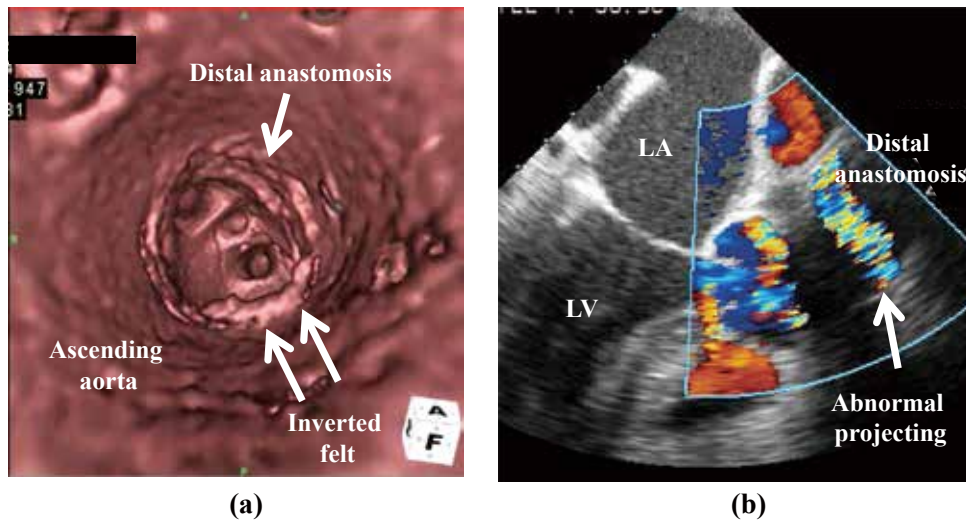 947
Distal anastomosis
Ascending
aorta
Inverted
felt
A
F
(a)
LA
LV
Distal
anastomosis
Abnormal
projecting
(b)